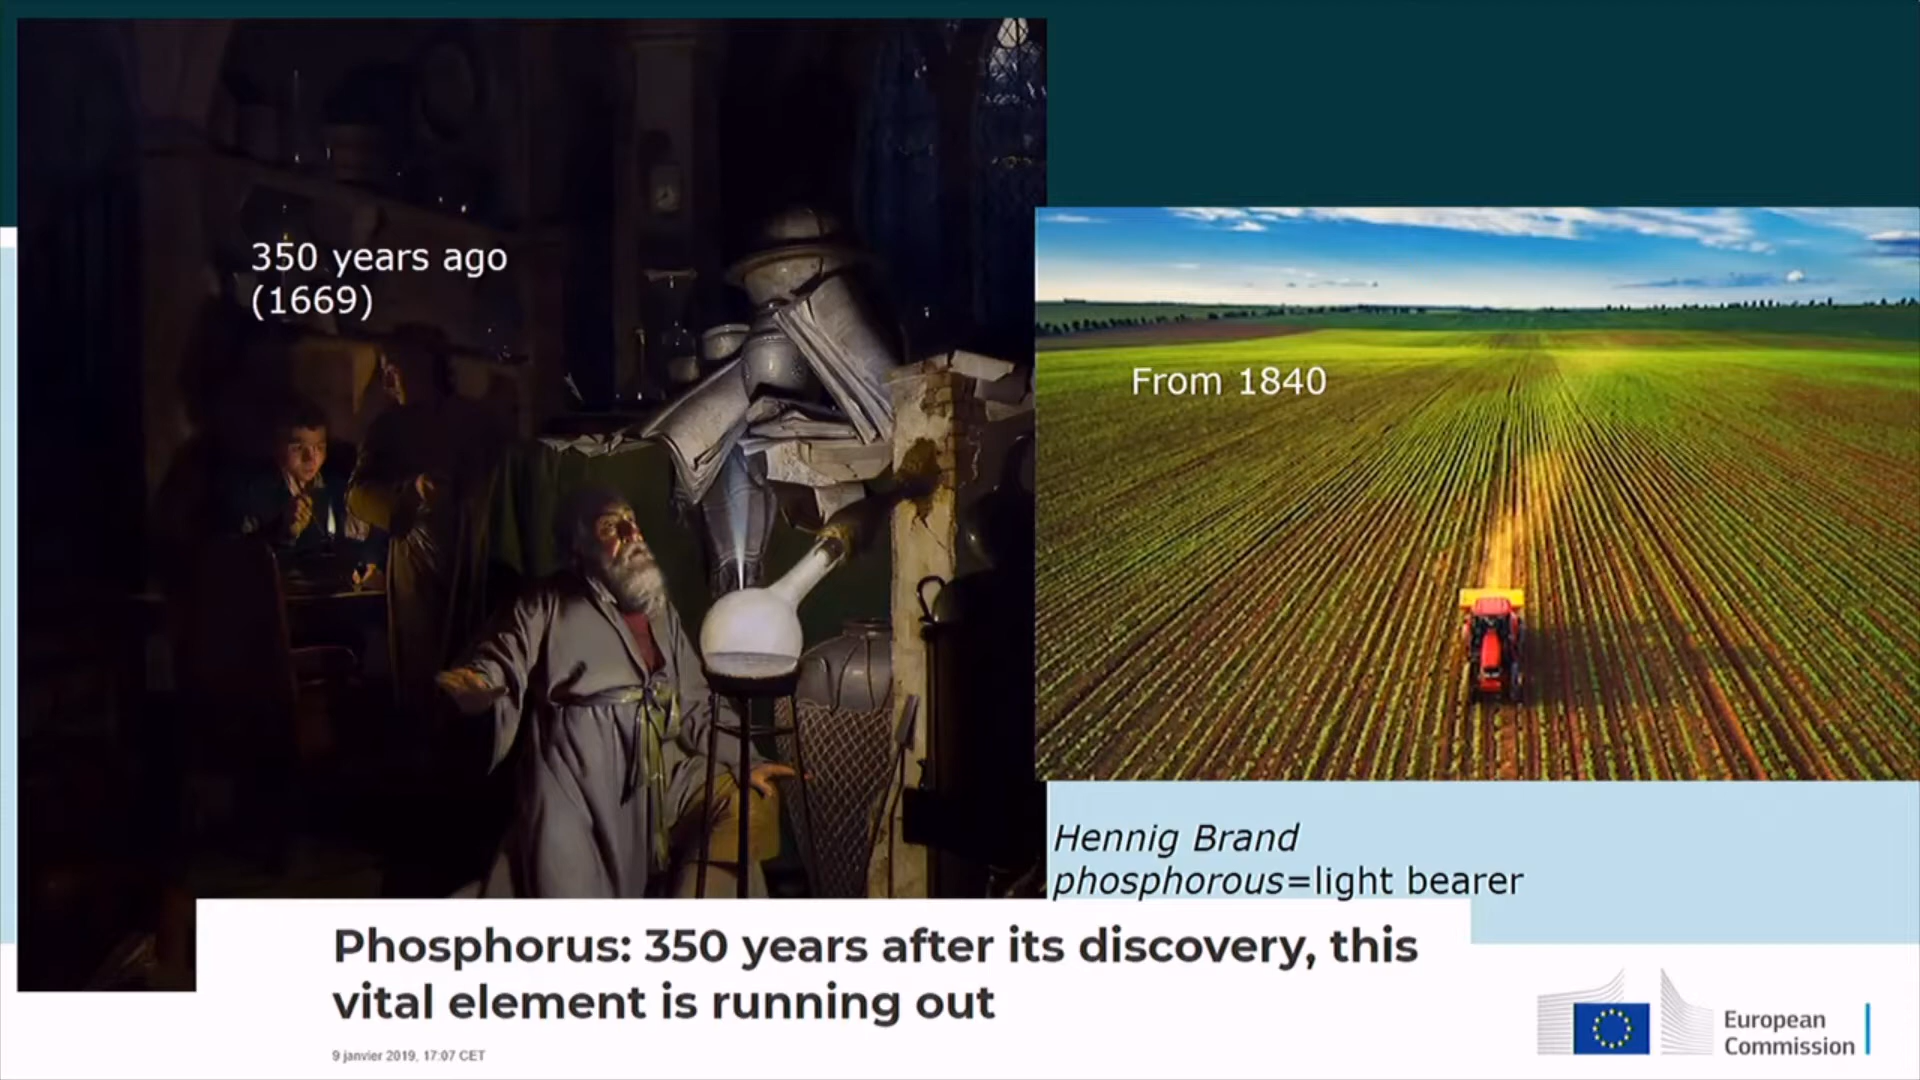 350 years ago
(1669)
From 1840
Hennig Brand
phosphorous=light bearer
Phosphorus: 350 years after its discovery, this
vital element is running out
9 janvier 2019, 17:07 CET
European
Commission